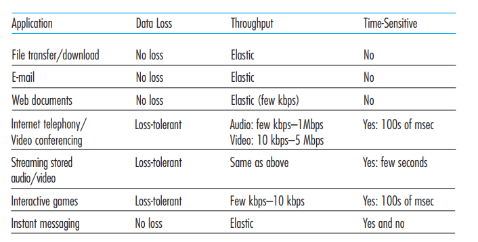 Application Data Loss Throughput Time-Sensitive
File transfer/download No loss Elastic No
E-mail No loss Elastic No
Web documents No loss Elastic (few kbps) No
Internet telephony/ Loss-tolerant Audio: few kbps–1Mbps Yes: 100s of msec
Video conferencing Video: 10 kbps–5 Mbps
Streaming stored Loss-tolerant Same as above Yes: few seconds
audio/video
Interactive games Loss-tolerant Few kbps–10 kbps Yes: 100s of msec
Instant messaging No loss Elastic Yes and no